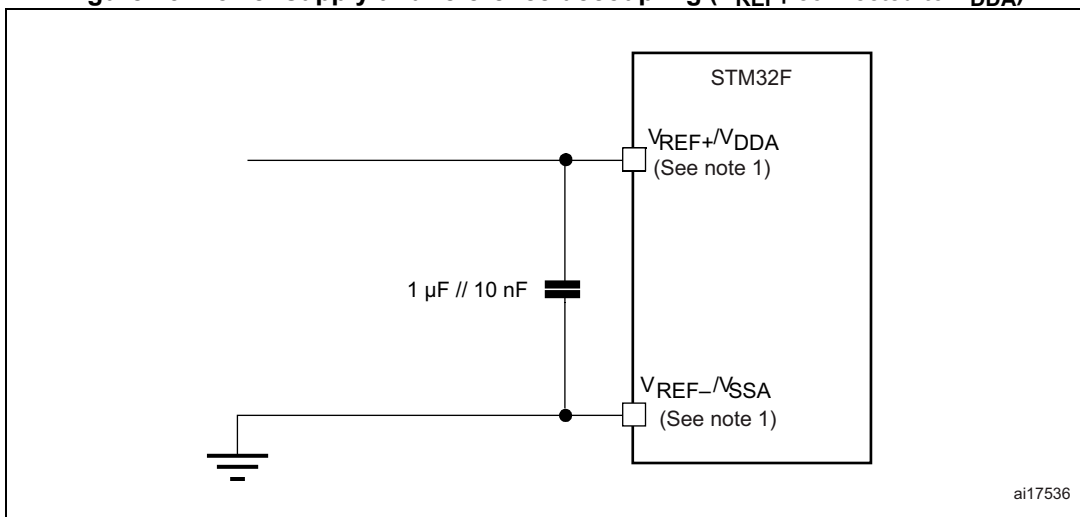 STM32F
VREF+/VDDA
(See note 1)
1 µF // 10 nF
VREF–/VSSA
(See note 1)
ai17536